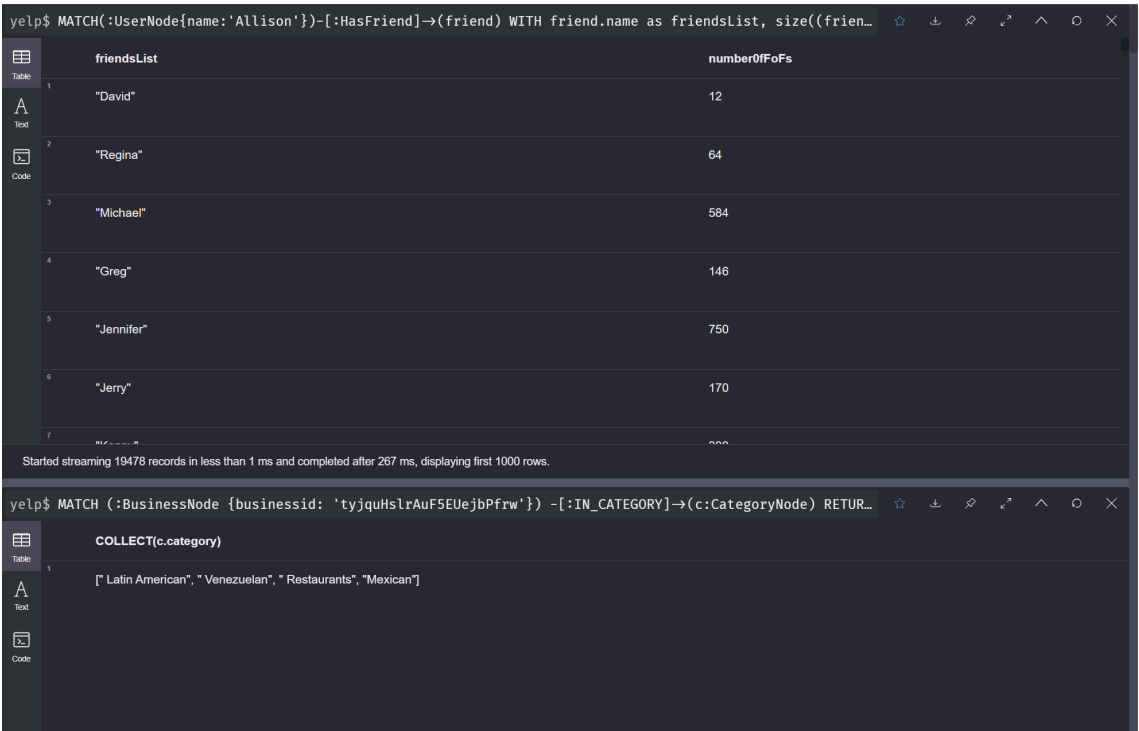 yelp$ MATCH(:UserNode{name:'Allison'})-[:HasFriend]→(friend) WITH friend.name as friendsList, size((frien…
Table
Text
Code
friendsList number0fFoFs
1 "David" 12
2 "Regina" 64
3 "Michael" 584
4 "Greg" 146
5 "Jennifer" 750
6 "Jerry" 170
7
Started streaming 19478 records in less than 1 ms and completed after 267 ms, displaying first 1000 rows.
yelp$ MATCH (:BusinessNode {businessid: 'tyjquHslrAuF5EUejbPfrw'}) -[:IN_CATEGORY]→(c:CategoryNode) RETUR…
Table
Text
Code
COLLECT(c.category)
1 [" Latin American", " Venezuelan", " Restaurants", "Mexican"]